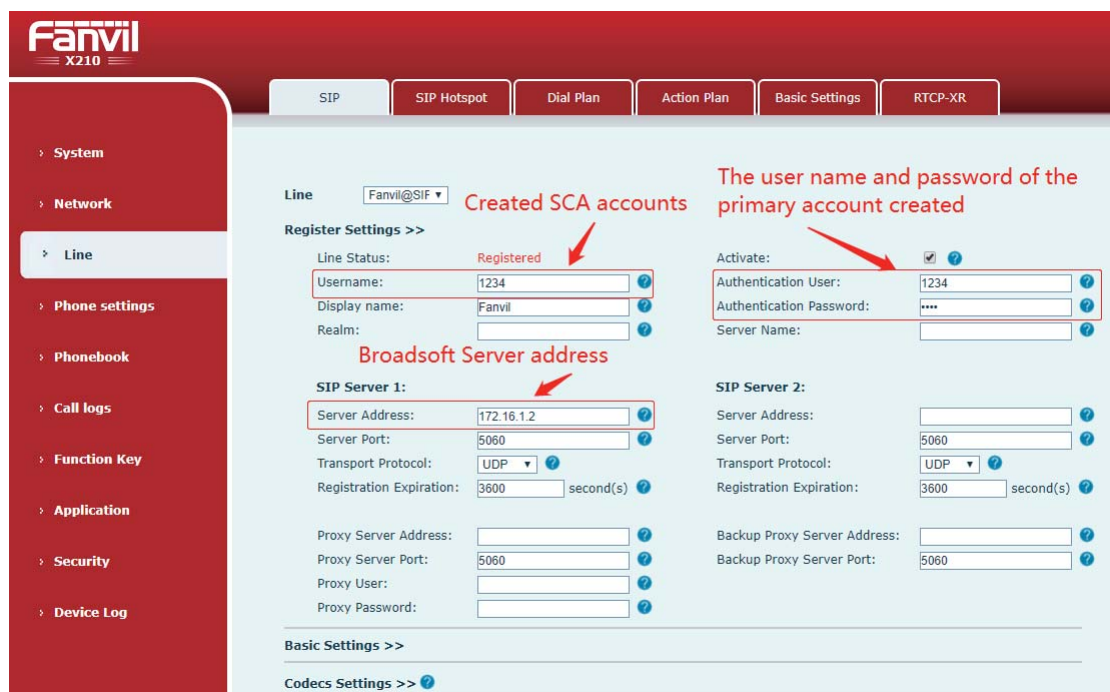 Fanvil
X210
SIP
SIP Hotspot
Dial Plan
Action Plan
Basic Settings
RTCP-XR
› System
› Network
› Line
› Phone settings
› Phonebook
› Call logs
› Function Key
› Application
› Security
› Device Log
Line Fanvil@SIF ▼
Created SCA accounts
The user name and password of the
primary account created
Register Settings >>
Line Status: Registered Activate: ?
Username: 1234 ? Authentication User: 1234 ?
Display name: Fanvil ? Authentication Password: •••• ?
Realm: ? Server Name: ?
Broadsoft Server address
SIP Server 1: SIP Server 2:
Server Address: 172.16.1.2 ? Server Address: ?
Server Port: 5060 ? Server Port: 5060 ?
Transport Protocol: UDP ▼ ? Transport Protocol: UDP ▼ ?
Registration Expiration: 3600 second(s) ? Registration Expiration: 3600 second(s) ?
Proxy Server Address: ? Backup Proxy Server Address: ?
Proxy Server Port: 5060 ? Backup Proxy Server Port: 5060 ?
Proxy User: ?
Proxy Password: ?
Basic Settings >>
Codecs Settings >> ?